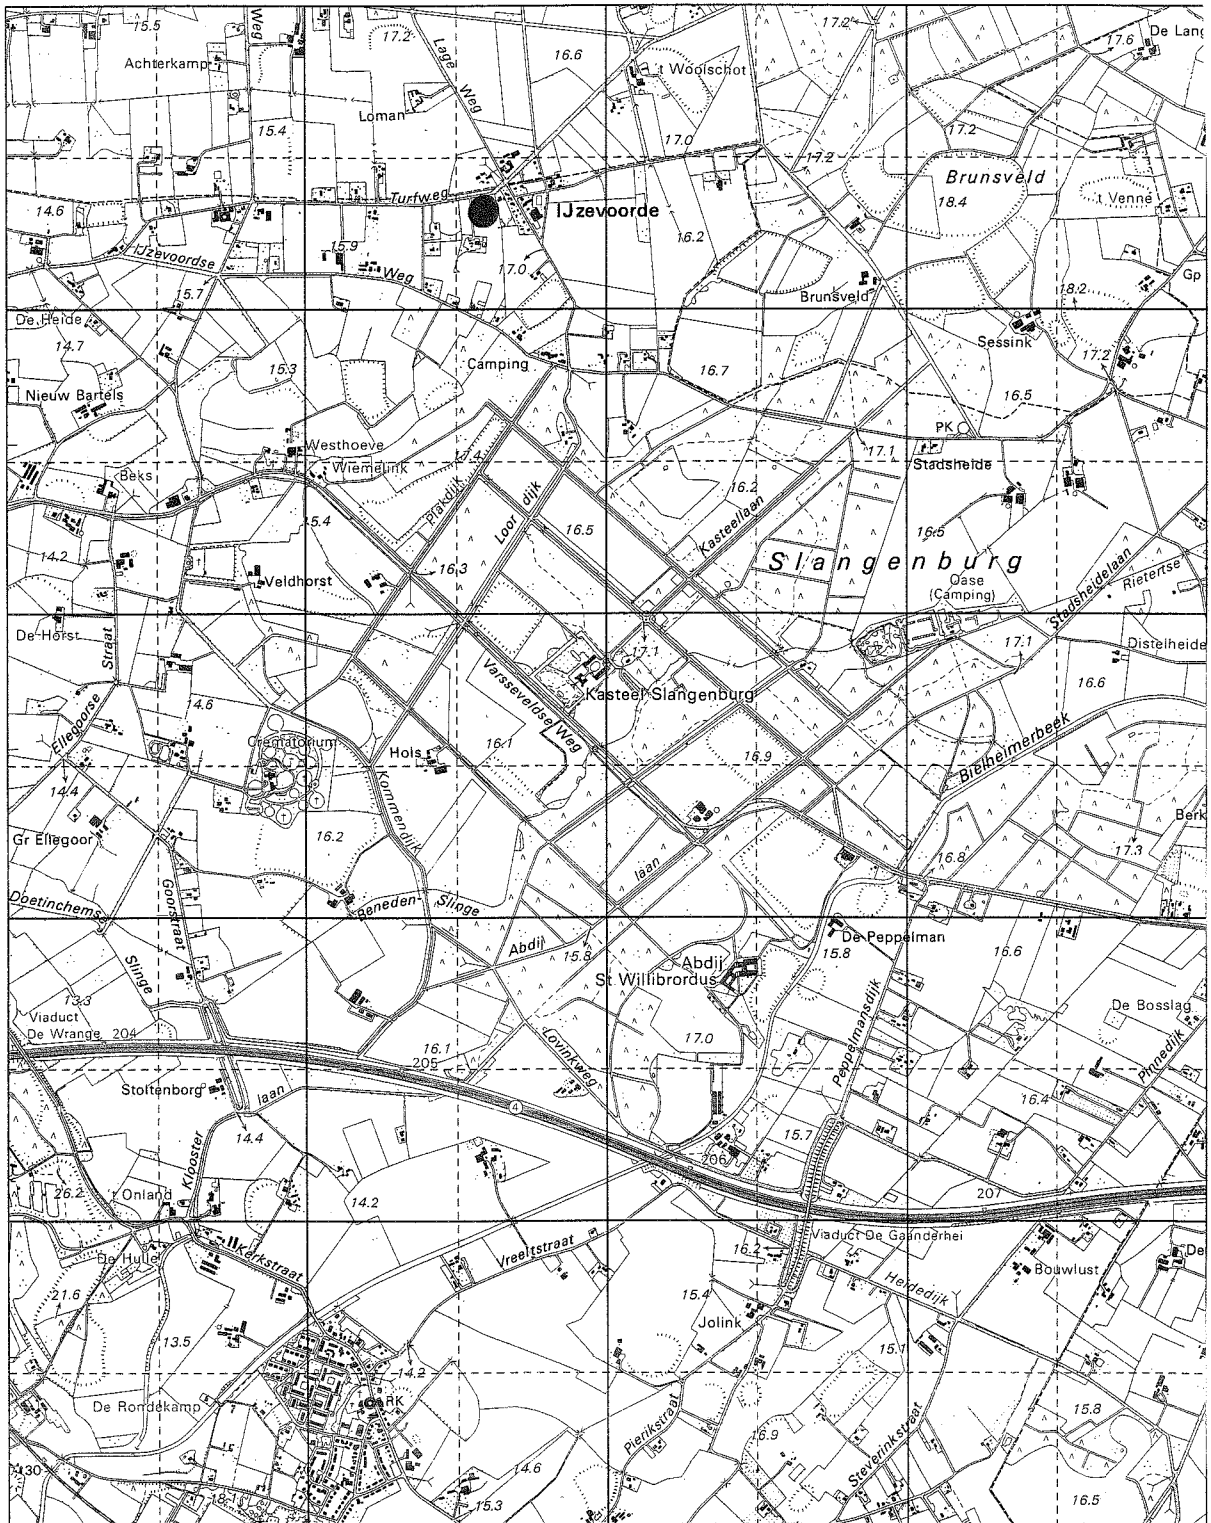 15.5
Weg
17.2
Lage Weg
16.6
17.2
17.6
De Lang
Achterkamp
't Woolschot
Loman
15.4
17.0
17.2
17.2
Brunsveld
14.6
Turfweg
IJzevoorde
18.4
't Venne
15.9
IJzevoordse Weg
16.2
17.0
Gp
15.7
Brunsveld
18.2
De Heide
Sessink
14.7
Camping
17.2
15.3
16.7
Nieuw Bartels
16.5
PK
Westhoeve
17.4
17.1
Stadsheide
Beks
Wiemelink
Plakdijk
Loordijk
16.2
Kasteellaan
15.4
16.5
16.5
14.2
16.3
Slangenburg
Stadsheidelaan
Veldhorst
Oase
(Camping)
Rietertse
De Horst
Straat
17.1
17.1
Distelheide
Varsseveldse Weg
Kasteel Slangenburg
16.6
14.6
Ellegoorse
Crematorium
Hols
16.1
16.9
Bielheimerbeek
14.4
Kommendijk
Gr Ellegoor
16.2
Berk
17.3
16.8
laan
Doetinchemse
Goorstraat
Beneden-Slinge
De Peppelman
Abdij
15.8
15.8
16.6
Slinge
Abdij
St Willibrordus
13.3
De Bosslag
Viaduct
De Wrange
204
Peppelmansdijk
Lovinkweg
17.0
16.1
205
Pinnedijk
Stoltenborg
laan
4
16.4
14.4
15.7
Klooster
206
26.2
't Onland
14.2
207
Viaduct De Gaanderhei
De Hulle
Kerkstraat
Vreeltstraat
16.2
De
Heidedijk
Bouwlust
21.6
15.4
Jolink
13.5
15.1
14.2
De Rondekamp
RK
Pierikstraat
15.8
16.9
Steverinkstraat
130
14.6
18.1
15.3
16.5